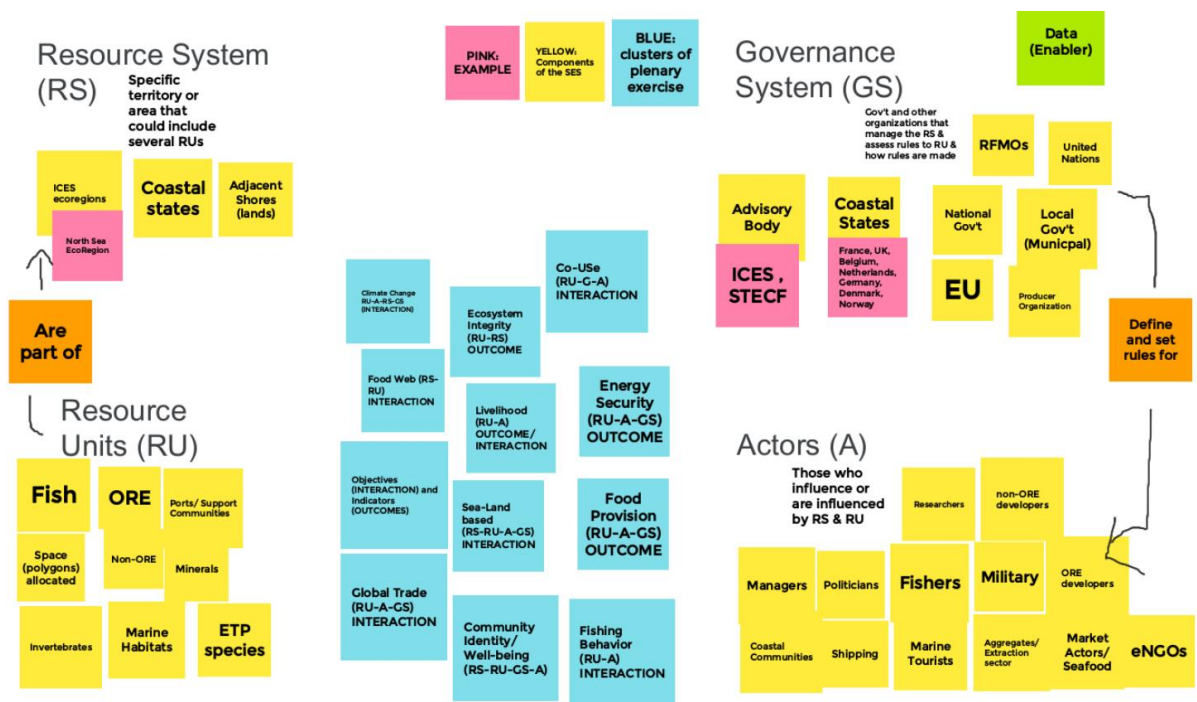 Resource System
(RS)
Specific
territory or
area that
could include
several RUs
ICES
ecoregions
North Sea
EcoRegion
Coastal
states
Adjacent
Shores
(lands)
Are
part of
Resource
Units (RU)
Fish
ORE
Ports/ Support
Communities
Space
(polygons)
allocated
Non-ORE
Minerals
Invertebrates
Marine
Habitats
ETP
species
PINK:
EXAMPLE
YELLOW:
Components
of the SES
BLUE:
clusters of
plenary
exercise
Climate Change
RU-A-RS-GS
(INTERACTION)
Ecosystem
Integrity
(RU-RS)
OUTCOME
Co-USe
(RU-G-A)
INTERACTION
Food Web (RS-
RU)
INTERACTION
Livelihood
(RU-A)
OUTCOME/
INTERACTION
Energy
Security
(RU-A-GS)
OUTCOME
Objectives
(INTERACTION) and
Indicators
(OUTCOMES)
Sea-Land
based
(RS-RU-A-GS)
INTERACTION
Food
Provision
(RU-A-GS)
OUTCOME
Global Trade
(RU-A-GS)
INTERACTION
Community
Identity/
Well-being
(RS-RU-GS-A)
Fishing
Behavior
(RU-A)
INTERACTION
Governance
System (GS)
Data
(Enabler)
Gov't and other
organizations that
manage the RS &
assess rules to RU &
how rules are made
RFMOs
United
Nations
Advisory
Body
ICES ,
STECF
Coastal
States
France, UK,
Belgium,
Netherlands,
Germany,
Denmark,
Norway
National
Gov't
Local
Gov't
(Municpal)
EU
Producer
Organization
Define
and set
rules for
Actors (A)
Those who
influence or
are influenced
by RS & RU
Researchers
non-ORE
developers
Managers
Politicians
Fishers
Military
ORE
developers
Coastal
Communities
Shipping
Marine
Tourists
Aggregates/
Extraction
sector
Market
Actors/
Seafood
eNGOs